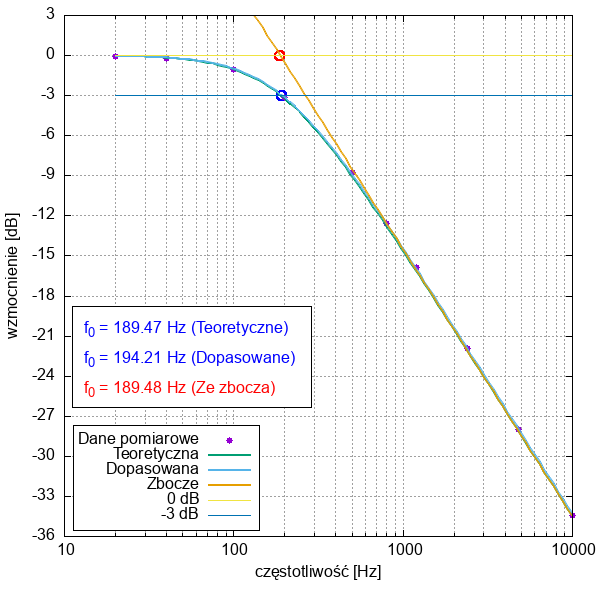 3
0
-3
-6
-9
-12
-15
-18
-21
-24
-27
-30
-33
-36
wzmocnienie [dB]
f0 = 189.47 Hz (Teoretyczne)
f0 = 194.21 Hz (Dopasowane)
f0 = 189.48 Hz (Ze zbocza)
Dane pomiarowe
Teoretyczna
Dopasowana
Zbocze
0 dB
-3 dB
10 100 1000 10000
częstotliwość [Hz]